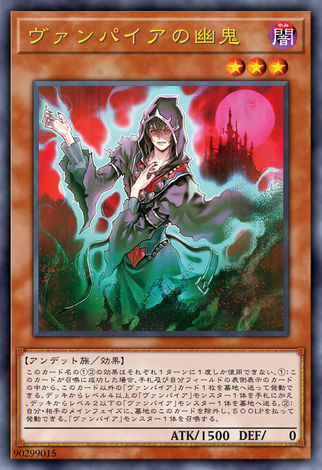 ヴァンパイアの幽鬼
やみ
闇
【アンデット族／効果】
このカード名の①②の効果はそれぞれ１ターンに１度しか使用できない。①：こ
のカードが召喚に成功した場合、手札及び自分フィールドの表側表示のカード
の中から、このカード以外の「ヴァンパイア」カード１枚を墓地へ送って発動で
きる。デッキからレベル４以上の「ヴァンパイア」モンスター１体を手札に加え
、デッキからレベル２以下の「ヴァンパイア」モンスター１体を墓地へ送る。②：
自分・相手のメインフェイズに、墓地のこのカードを除外し、５００ＬＰを払って
発動できる。「ヴァンパイア」モンスター１体を召喚する。
ATK/1500 DEF/ 0
90299015